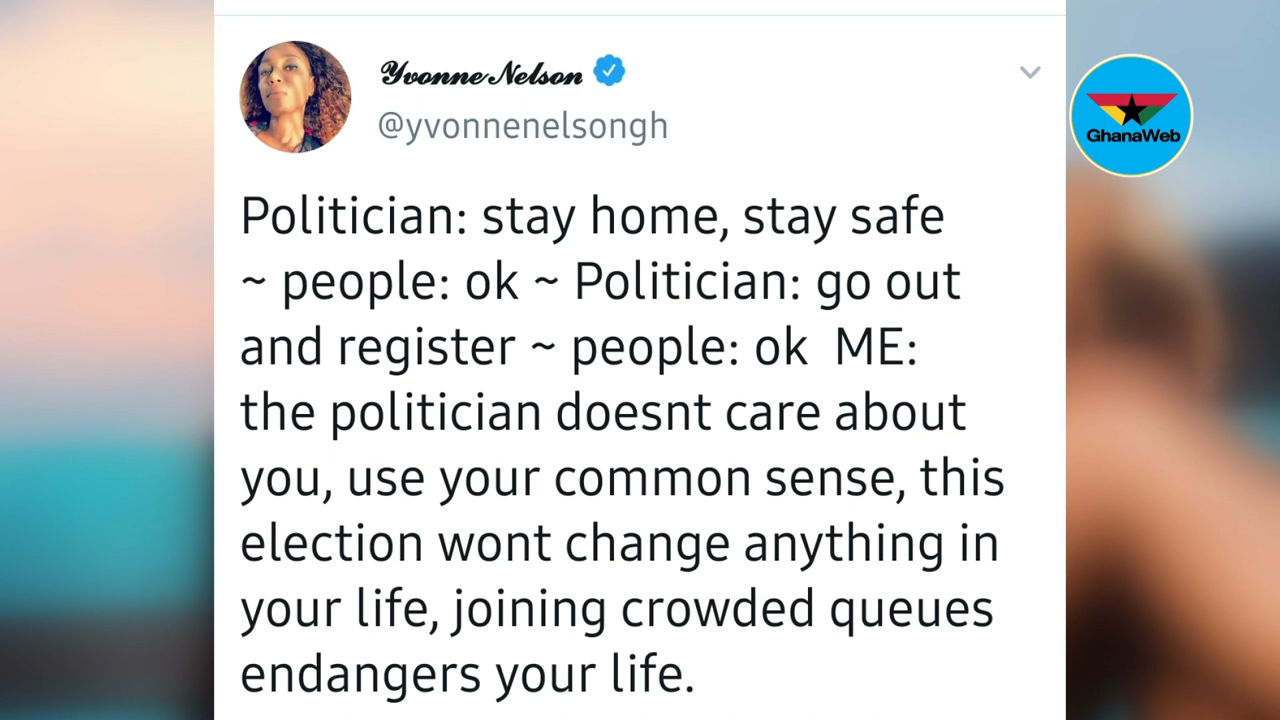 Yvonne Nelson
@yvonnenelsongh
GhanaWeb
Politician: stay home, stay safe
~ people: ok ~ Politician: go out
and register ~ people: ok ME:
the politician doesnt care about
you, use your common sense, this
election wont change anything in
your life, joining crowded queues
endangers your life.